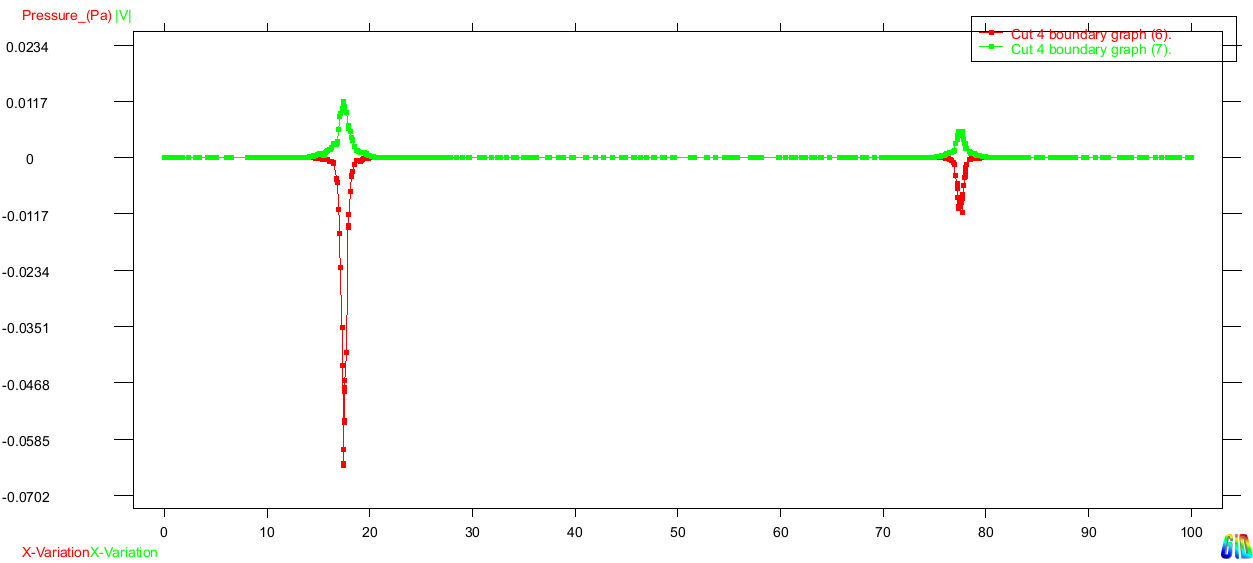 Pressure_(Pa) |V|
Cut 4 boundary graph (6).
Cut 4 boundary graph (7).
0.0234
0.0117
0
-0.0117
-0.0234
-0.0351
-0.0468
-0.0585
-0.0702
0 10 20 30 40 50 60 70 80 90 100
X-VariationX-Variation
GiD